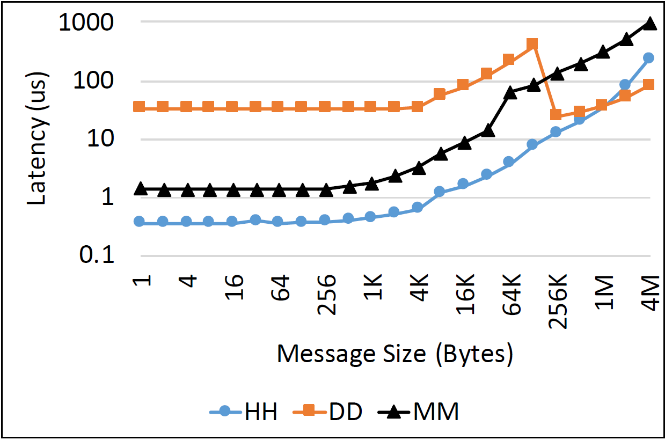 1000
100
10
1
0.1
Latency (us)
1 4 16 64 256 1K 4K 16K 64K 256K 1M 4M
Message Size (Bytes)
HH DD MM